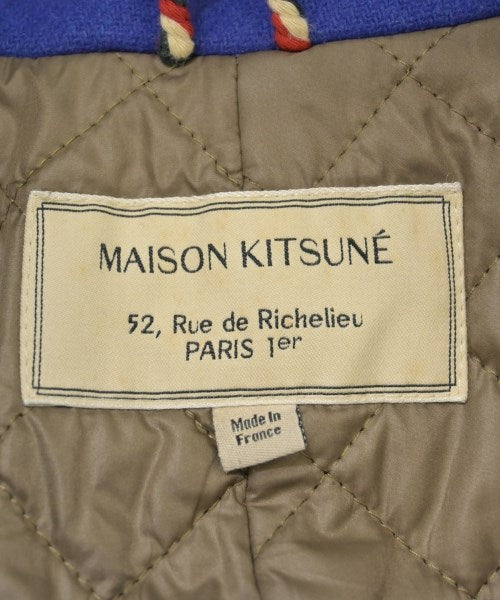 MAISON KITSUNÉ
52, Rue de Richelieu
PARIS 1er
Made In
France